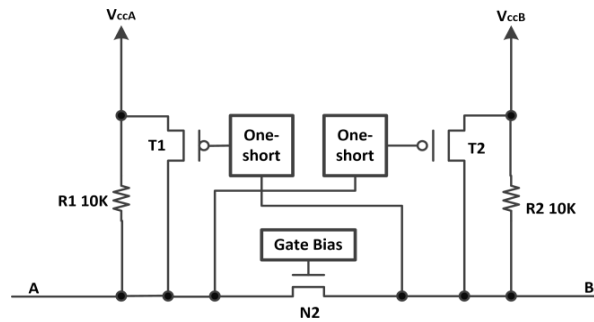 VccA
VccB
T1
One-
short
One-
short
T2
R1 10K
R2 10K
Gate Bias
A
B
N2